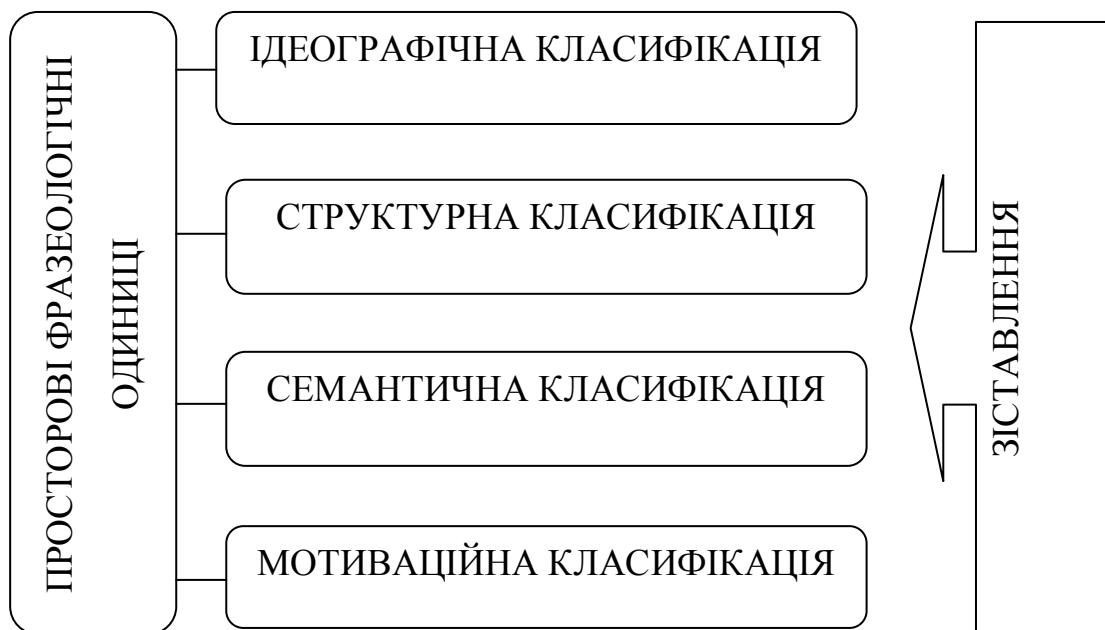 ПРОСТОРОВІ ФРАЗЕОЛОГІЧНІ
ОДИНИЦІ
ІДЕОГРАФІЧНА КЛАСИФІКАЦІЯ
СТРУКТУРНА КЛАСИФІКАЦІЯ
СЕМАНТИЧНА КЛАСИФІКАЦІЯ
МОТИВАЦІЙНА КЛАСИФІКАЦІЯ
ЗІСТАВЛЕННЯ